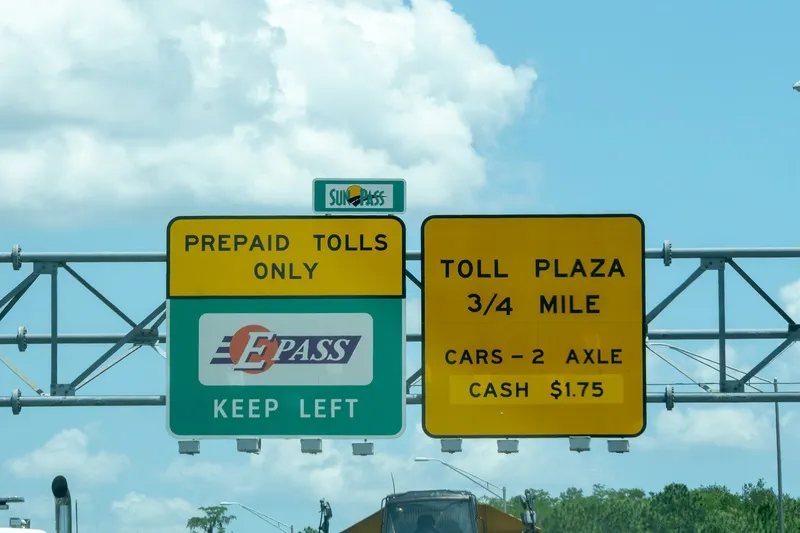 SUNPASS
PREPAID TOLLS
ONLY
EPASS
KEEP LEFT
TOLL PLAZA
3/4 MILE
CARS - 2 AXLE
CASH $1.75